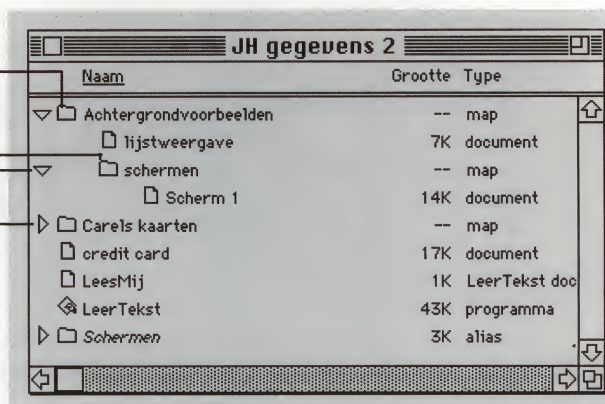 JH gegevens 2
Naam Grootte Type
Achtergrondvoorbeelden -- map
lijstweergave 7K document
schermen -- map
Scherm 1 14K document
Carels kaarten -- map
credit card 17K document
LeesMij 1K LeerTekst doc
LeerTekst 43K programma
Schermen 3K alias